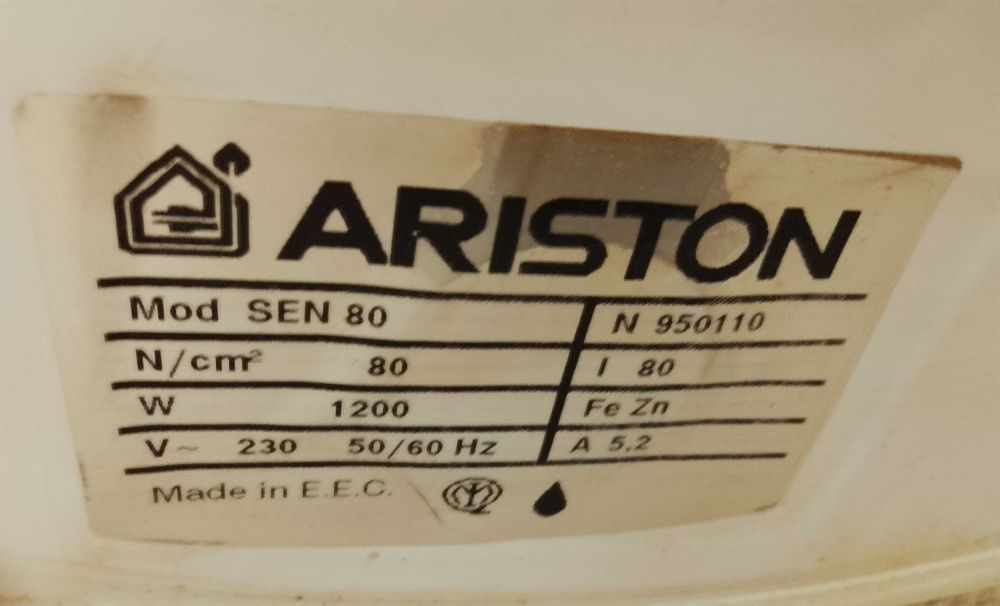 ARISTON
Mod SEN 80 N 950110
N/cm² 80 l 80
W 1200 Fe Zn
V ~ 230 50/60 Hz A 5,2
Made in E.E.C.